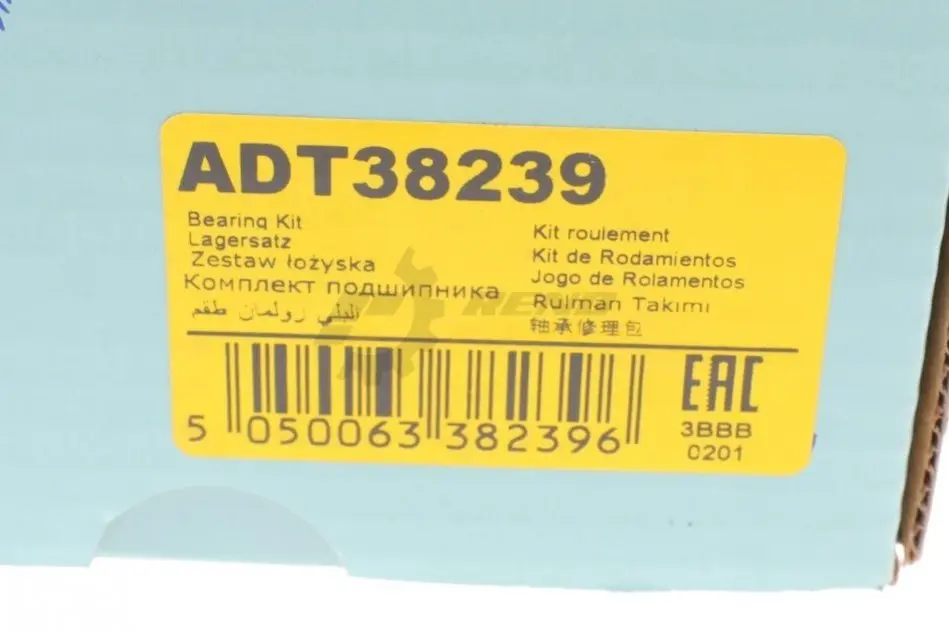 ADT38239
Bearing Kit
Lagersatz
Zestaw łożyska
Комплект подшипника
البلي رولمان طقم
Kit roulement
Kit de Rodamientos
Jogo de Rolamentos
Rulman Takimi
轴承修理包
5 050063 382396
EAC
3BBB
0201